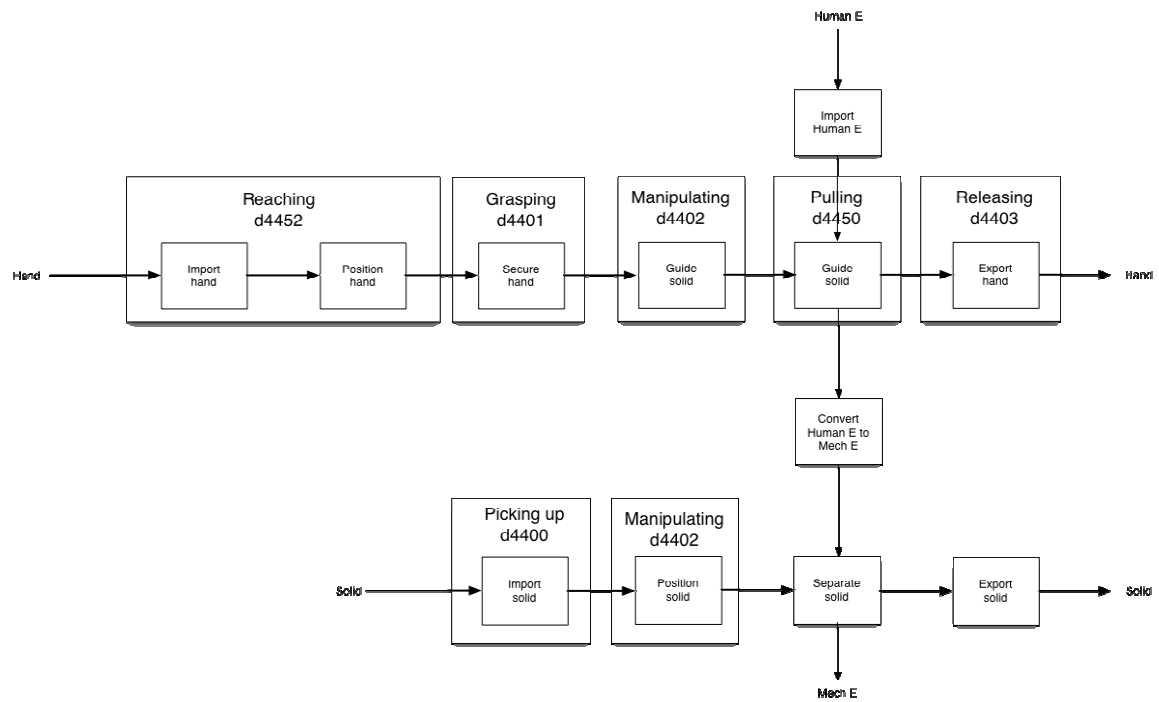 Human E
Import
Human E
Reaching
d4452
Grasping
d4401
Manipulating
d4402
Pulling
d4450
Releasing
d4403
Hand
Import
hand
Position
hand
Secure
hand
Guide
solid
Guide
solid
Export
hand
Hand
Convert
Human E to
Mech E
Picking up
d4400
Manipulating
d4402
Solid
Import
solid
Position
solid
Separate
solid
Export
solid
Solid
Mech E